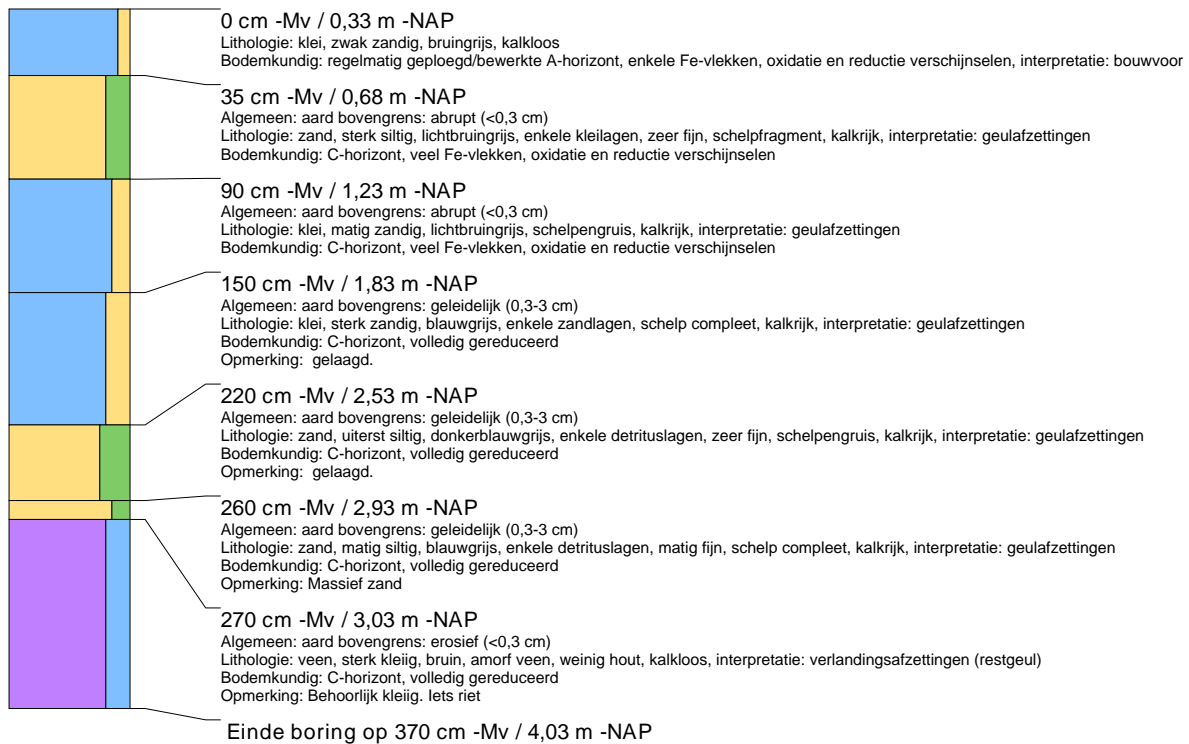 0 cm -Mv / 0,33 m -NAP
Lithologie: klei, zwak zandig, bruingrijs, kalkloos
Bodemkundig: regelmatig geploegd/bewerkte A-horizont, enkele Fe-vlekken, oxidatie en reductie verschijnselen, interpretatie: bouwvoor
35 cm -Mv / 0,68 m -NAP
Algemeen: aard bovengrens: abrupt (<0,3 cm)
Lithologie: zand, sterk siltig, lichtbruingrijs, enkele kleilagen, zeer fijn, schelpfragment, kalkrijk, interpretatie: geulafzettingen
Bodemkundig: C-horizont, veel Fe-vlekken, oxidatie en reductie verschijnselen
90 cm -Mv / 1,23 m -NAP
Algemeen: aard bovengrens: abrupt (<0,3 cm)
Lithologie: klei, matig zandig, lichtbruingrijs, schelpengruis, kalkrijk, interpretatie: geulafzettingen
Bodemkundig: C-horizont, veel Fe-vlekken, oxidatie en reductie verschijnselen
150 cm -Mv / 1,83 m -NAP
Algemeen: aard bovengrens: geleidelijk (0,3-3 cm)
Lithologie: klei, sterk zandig, blauwgrijs, enkele zandlagen, schelp compleet, kalkrijk, interpretatie: geulafzettingen
Bodemkundig: C-horizont, volledig gereduceerd
Opmerking: gelaagd.
220 cm -Mv / 2,53 m -NAP
Algemeen: aard bovengrens: geleidelijk (0,3-3 cm)
Lithologie: zand, uiterst siltig, donkerblauwgrijs, enkele detrituslagen, zeer fijn, schelpengruis, kalkrijk, interpretatie: geulafzettingen
Bodemkundig: C-horizont, volledig gereduceerd
Opmerking: gelaagd.
260 cm -Mv / 2,93 m -NAP
Algemeen: aard bovengrens: geleidelijk (0,3-3 cm)
Lithologie: zand, matig siltig, blauwgrijs, enkele detrituslagen, matig fijn, schelp compleet, kalkrijk, interpretatie: geulafzettingen
Bodemkundig: C-horizont, volledig gereduceerd
Opmerking: Massief zand
270 cm -Mv / 3,03 m -NAP
Algemeen: aard bovengrens: erosief (<0,3 cm)
Lithologie: veen, sterk kleiig, bruin, amorf veen, weinig hout, kalkloos, interpretatie: verlandingsafzettingen (restgeul)
Bodemkundig: C-horizont, volledig gereduceerd
Opmerking: Behoorlijk kleiig. Iets riet
Einde boring op 370 cm -Mv / 4,03 m -NAP